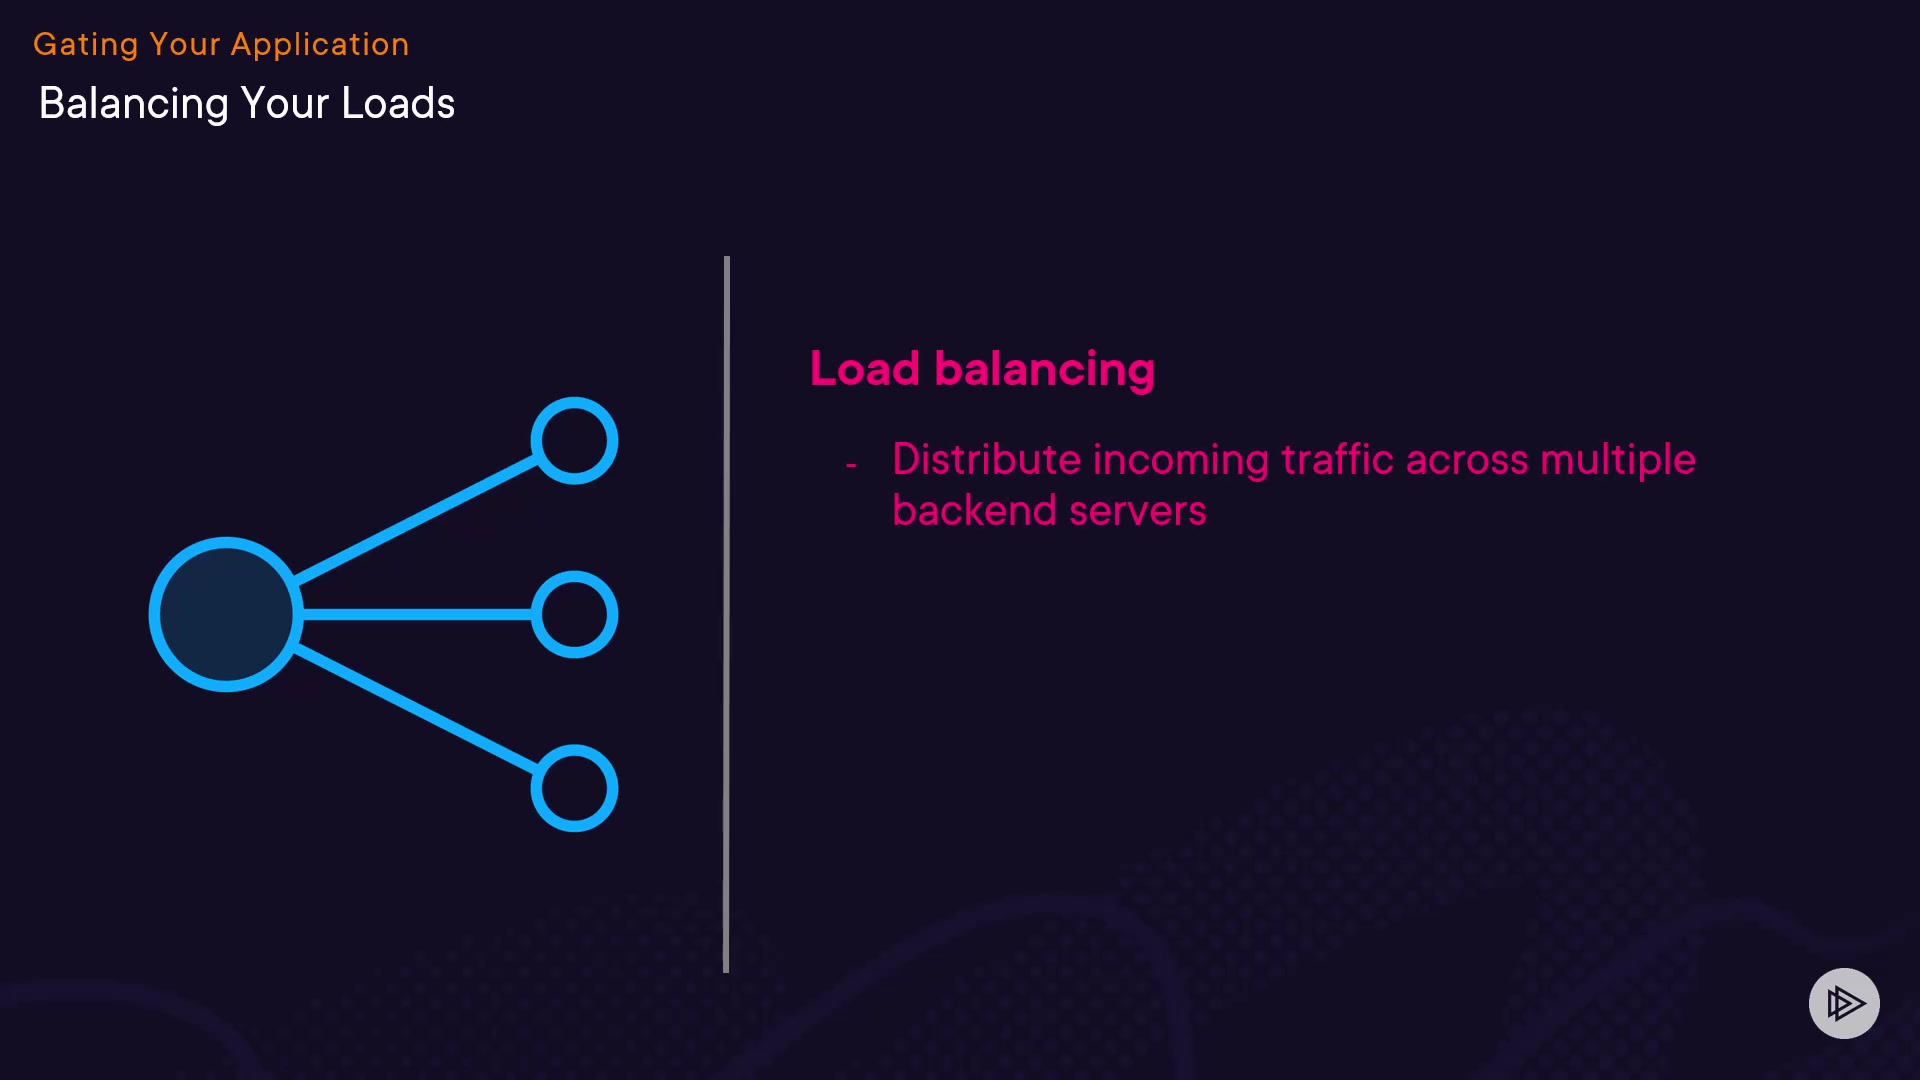 Gating Your Application
Balancing Your Loads
Load balancing
- Distribute incoming traffic across multiple
backend servers